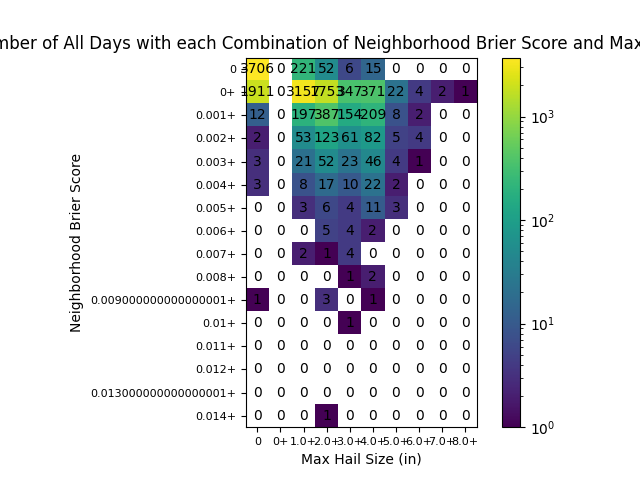 mber of All Days with each Combination of Neighborhood Brier Score and Max
0 3706 0 221 52 6 15 0 0 0 0
0+ 1911 0 3157 1753 347 371 22 4 2 1
0.001+ 12 0 197 387 154 209 8 2 0 0
0.002+ 2 0 53 123 61 82 5 4 0 0
0.003+ 3 0 21 52 23 46 4 1 0 0
0.004+ 3 0 8 17 10 22 2 0 0 0
0.005+ 0 0 3 6 4 11 3 0 0 0
0.006+ 0 0 0 5 4 2 0 0 0 0
0.007+ 0 0 2 1 4 0 0 0 0 0
0.008+ 0 0 0 0 1 2 0 0 0 0
0.009000000000000001+ 1 0 0 3 0 1 0 0 0 0
0.01+ 0 0 0 0 1 0 0 0 0 0
0.011+ 0 0 0 0 0 0 0 0 0 0
0.012+ 0 0 0 0 0 0 0 0 0 0
0.013000000000000001+ 0 0 0 0 0 0 0 0 0 0
0.014+ 0 0 0 1 0 0 0 0 0 0
0 0+ 1.0+ 2.0+ 3.0+ 4.0+ 5.0+ 6.0+ 7.0+ 8.0+
Max Hail Size (in)
Neighborhood Brier Score
10³
10²
10¹
10⁰